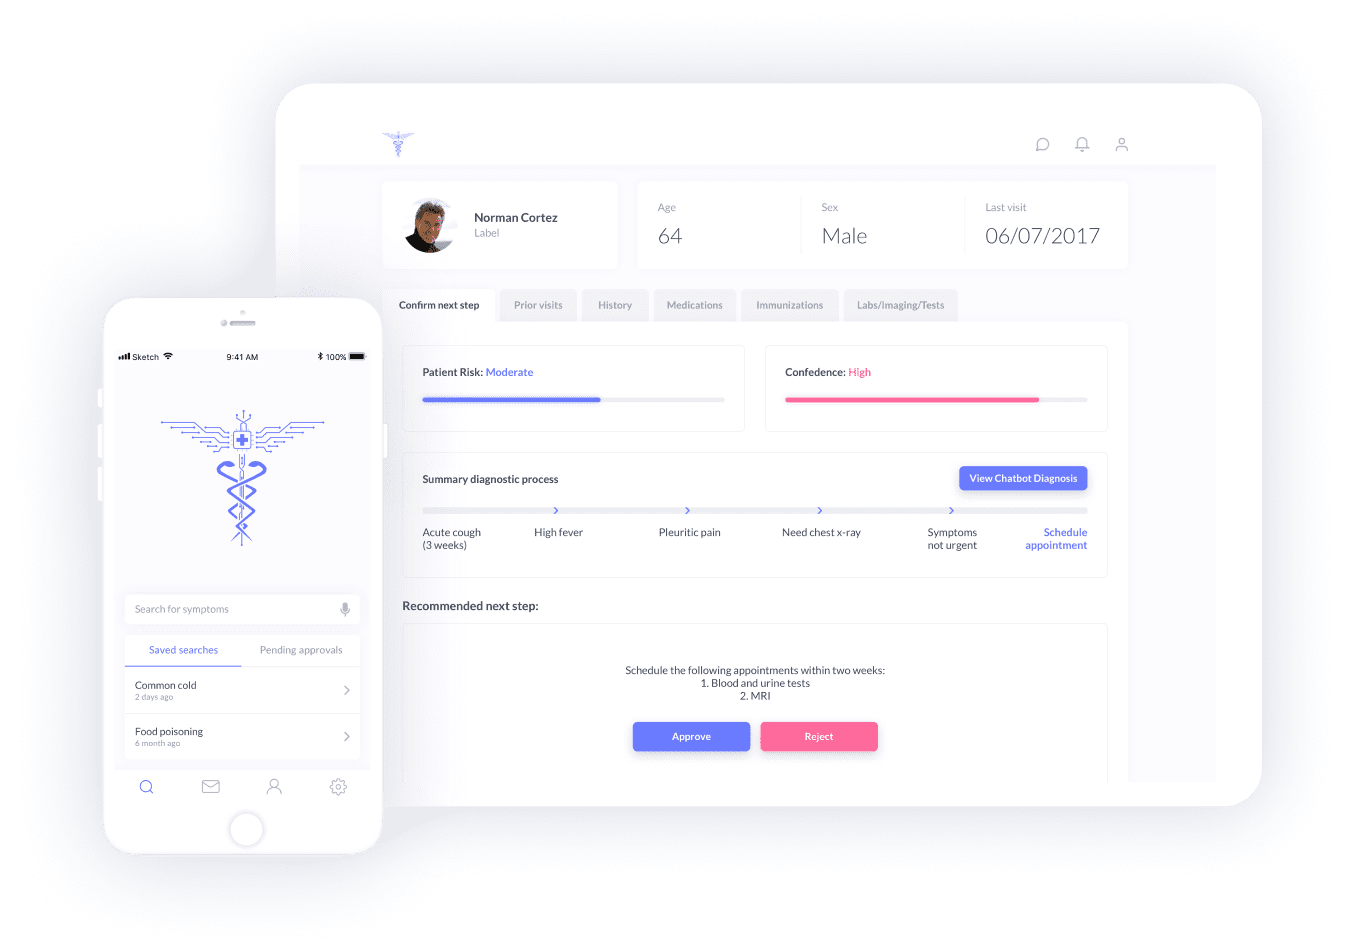 Norman Cortez
Label
Age
64
Sex
Male
Last visit
06/07/2017
Confirm next step
Prior visits
History
Medications
Immunizations
Labs/Imaging/Tests
Patient Risk: Moderate
Confedence: High
Summary diagnostic process
View Chatbot Diagnosis
Acute cough
(3 weeks)
High fever
Pleuritic pain
Need chest x-ray
Symptoms
not urgent
Schedule
appointment
Recommended next step:
Schedule the following appointments within two weeks:
1. Blood and urine tests
2. MRI
Approve
Reject
Sketch
9:41 AM
100%
Search for symptoms
Saved searches
Pending approvals
Common cold
2 days ago
Food poisoning
6 month ago